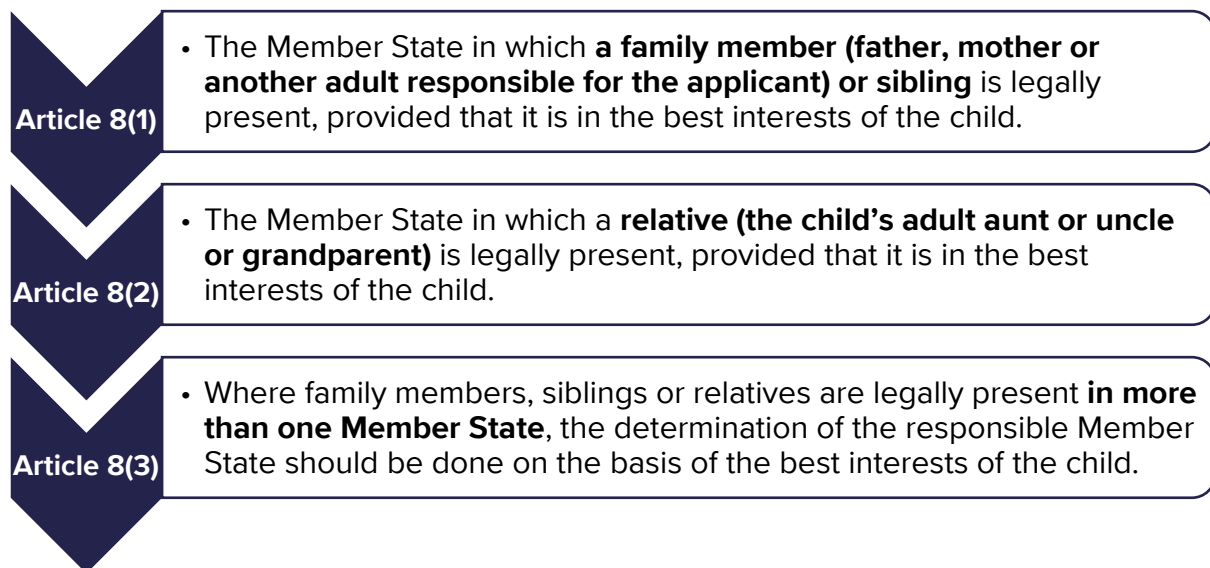 Article 8(1)
• The Member State in which a family member (father, mother or
another adult responsible for the applicant) or sibling is legally
present, provided that it is in the best interests of the child.
Article 8(2)
• The Member State in which a relative (the child’s adult aunt or uncle
or grandparent) is legally present, provided that it is in the best
interests of the child.
Article 8(3)
• Where family members, siblings or relatives are legally present in more
than one Member State, the determination of the responsible Member
State should be done on the basis of the best interests of the child.